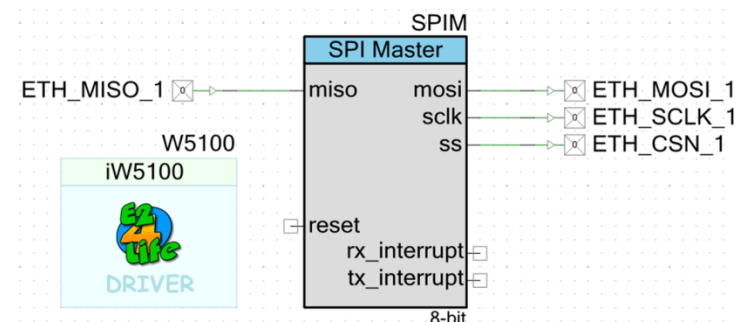 SPIM
SPI Master
ETH_MISO_1
miso
mosi
ETH_MOSI_1
sclk
ETH_SCLK_1
ss
ETH_CSN_1
W5100
iW5100
E2
4
Life
DRIVER
reset
rx_interrupt
tx_interrupt
8-bit